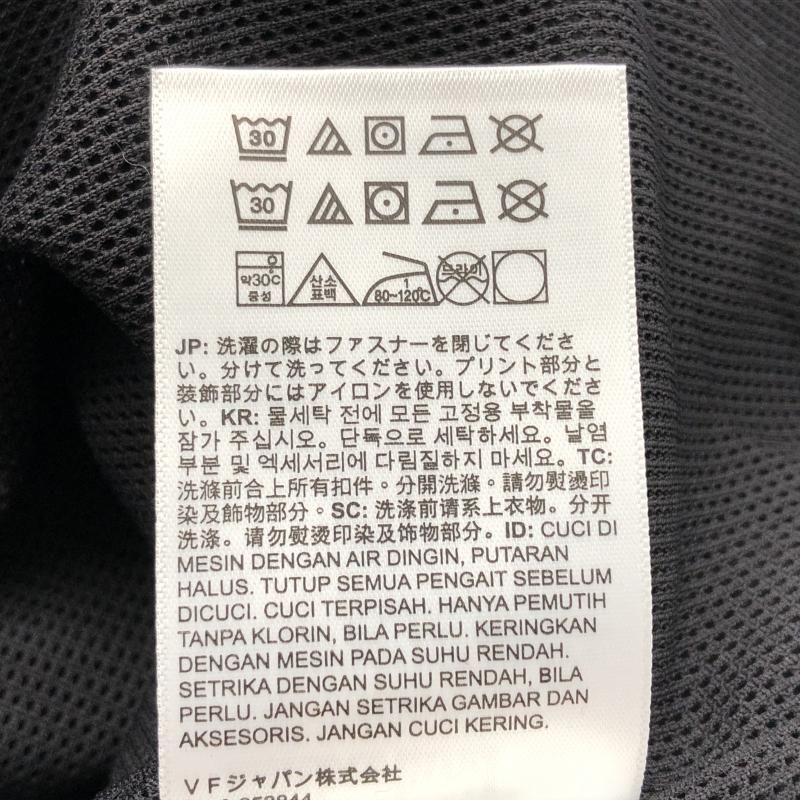 30
30
약30℃
중성
산소
표백
1
80~120℃
드라이
JP: 洗濯の際はファスナーを閉じてくださ
い。分けて洗ってください。プリント部分と
装飾部分にはアイロンを使用しないでくださ
い。KR: 물세탁 전에 모든 고정용 부착물을
잠가 주십시오. 단독으로 세탁하세요. 날염
부분 및 엑세서리에 다림질하지 마세요. TC:
洗滌前合上所有扣件。分開洗滌。請勿熨燙印
染及飾物部分。SC: 洗涤前请系上衣物。分开
洗涤。请勿熨烫印染及饰物部分。ID: CUCI DI
MESIN DENGAN AIR DINGIN, PUTARAN
HALUS. TUTUP SEMUA PENGAIT SEBELUM
DICUCI. CUCI TERPISAH. HANYA PEMUTIH
TANPA KLORIN, BILA PERLU. KERINGKAN
DENGAN MESIN PADA SUHU RENDAH.
SETRIKA DENGAN SUHU RENDAH, BILA
PERLU. JANGAN SETRIKA GAMBAR DAN
AKSESORIS. JANGAN CUCI KERING.
VFジャパン株式会社